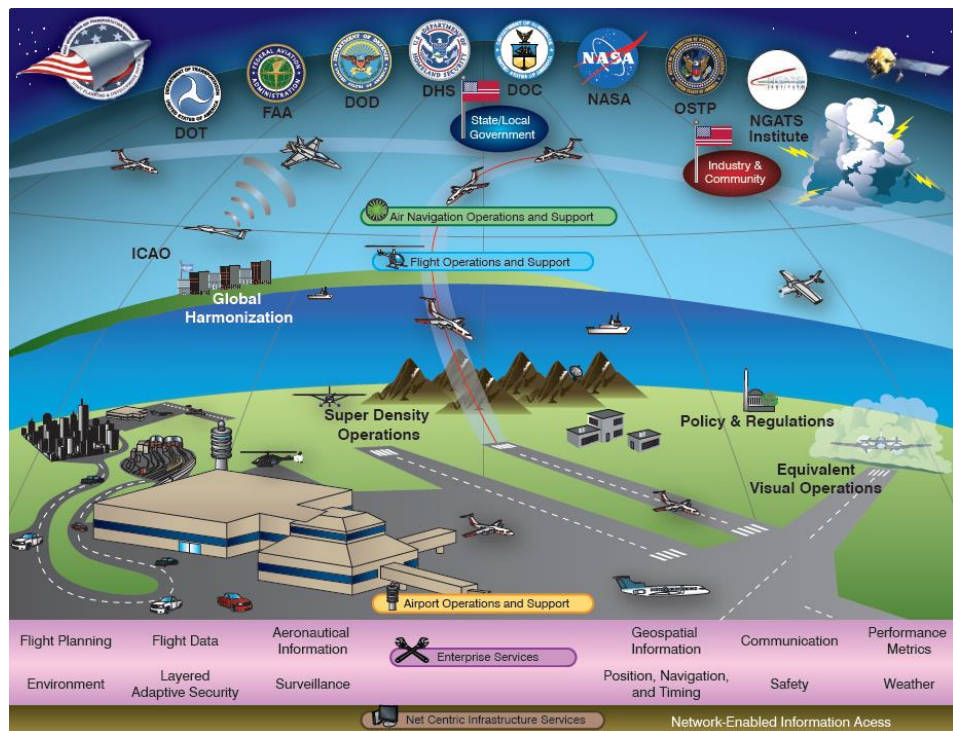 DOT
FAA
DOD
DHS
DOC
NASA
NASA
OSTP
NGATS
Institute
State/Local
Government
Industry &
Community
Air Navigation Operations and Support
ICAO
Flight Operations and Support
Global
Harmonization
Super Density
Operations
Policy & Regulations
Equivalent
Visual Operations
Airport Operations and Support
Flight Planning
Flight Data
Aeronautical
Information
Enterprise Services
Geospatial
Information
Communication
Performance
Metrics
Environment
Layered
Adaptive Security
Surveillance
Position, Navigation,
and Timing
Safety
Weather
Net Centric Infrastructure Services
Network-Enabled Information Acess